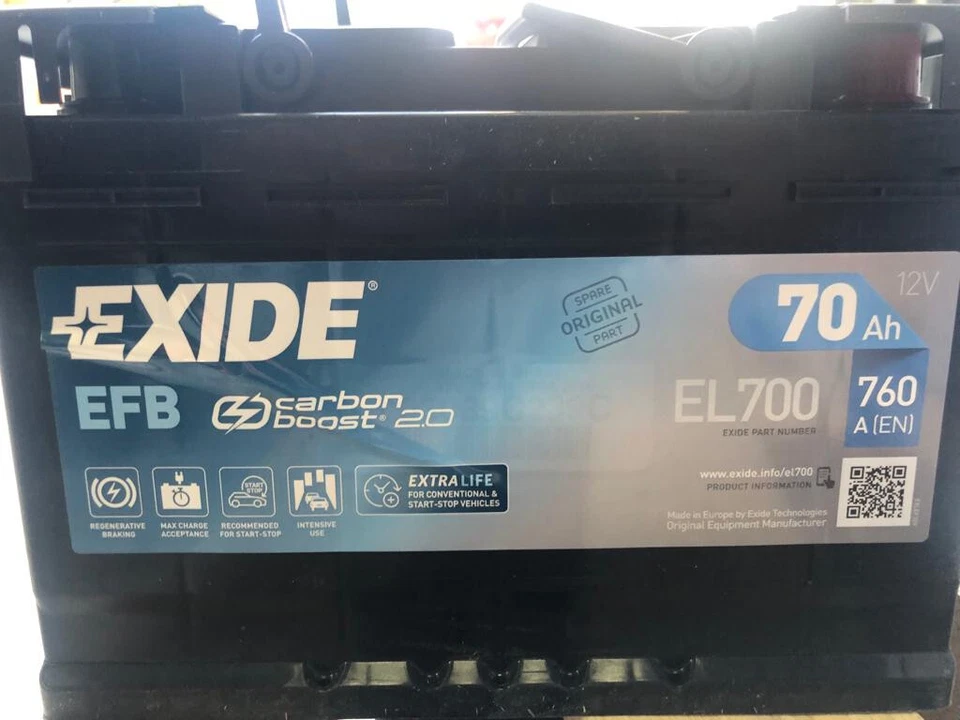 EXIDE®
SPARE
ORIGINAL
PART
70 Ah
12V
EFB
carbon
boost® 2.0
EL700
EXIDE PART NUMBER
760
A (EN)
REGENERATIVE
BRAKING
MAX CHARGE
ACCEPTANCE
START
STOP
RECOMMENDED
FOR START-STOP
INTENSIVE
USE
EXTRA LIFE
FOR CONVENTIONAL &
START-STOP VEHICLES
www.exide.info/el700
PRODUCT INFORMATION
Made in Europe by Exide Technologies
Original Equipment Manufacturer